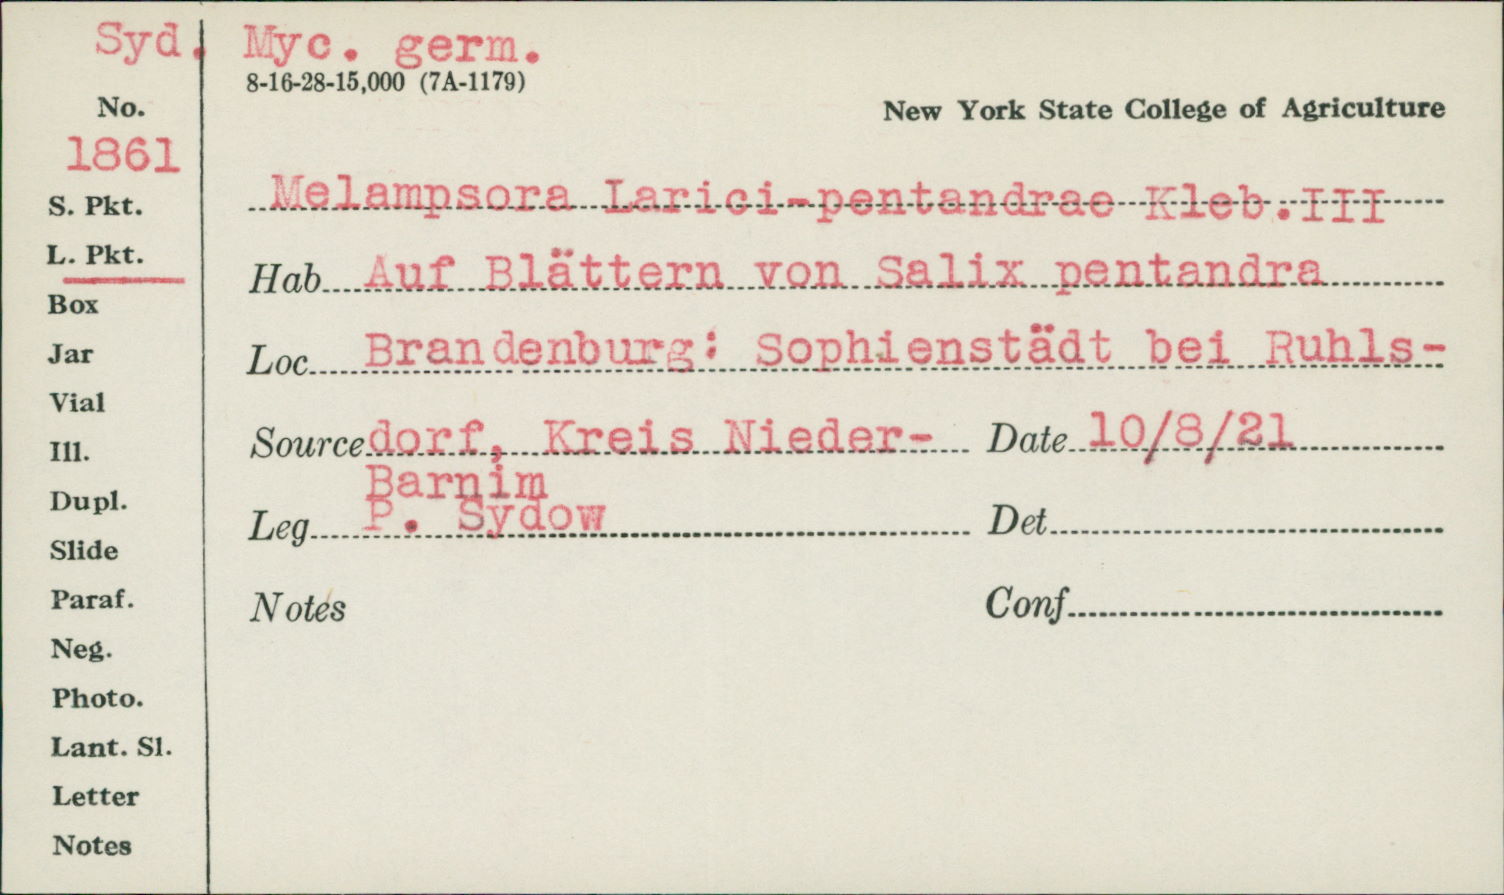 Syd. Myc. germ.
8-16-28-15,000 (7A-1179)
New York State College of Agriculture
No.
1861
S. Pkt.
L. Pkt.
Box
Jar
Vial
Ill.
Dupl.
Slide
Paraf.
Neg.
Photo.
Lant. Sl.
Letter
Notes
Melampsora Larici-pentandrae Kleb.III
Hab. Auf Blättern von Salix pentandra
Loc. Brandenburg: Sophienstädt bei Ruhls-
Source dorf, Kreis Nieder- Date 10/8/21
Barnim
Leg. P. Sydow Det.
Notes Conf.